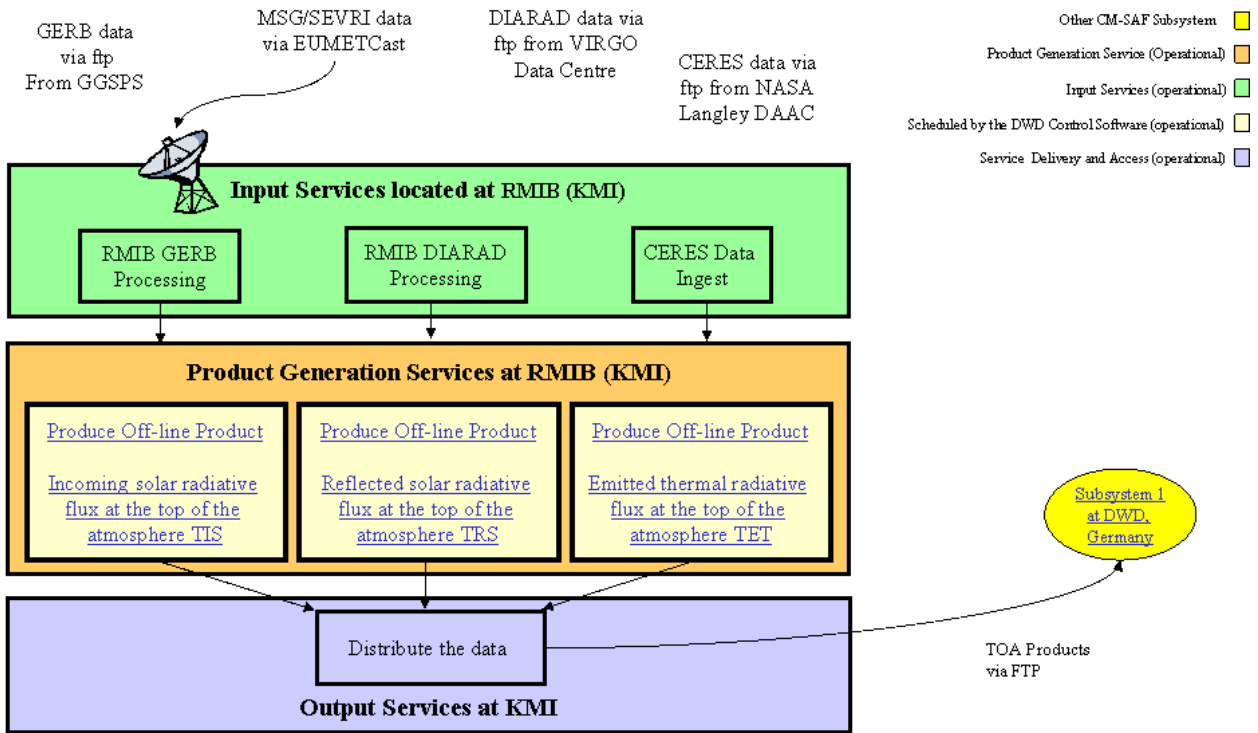 GERB data
via ftp
From GGSPS
MSG/SEVRI data
via EUMETCast
DIARAD data via
ftp from VIRGO
Data Centre
CERES data via
ftp from NASA
Langley DAAC
Other CM-SAF Subsystem
Product Generation Service (Operational)
Input Services (operational)
Scheduled by the DWD Control Software (operational)
Service Delivery and Access (operational)
Input Services located at RMIB (KMI)
RMIB GERB
Processing
RMIB DIARAD
Processing
CERES Data
Ingest
Product Generation Services at RMIB (KMI)
Produce Off-line Product
Incoming solar radiative
flux at the top of the
atmosphere TIS
Produce Off-line Product
Reflected solar radiative
flux at the top of the
atmosphere TRS
Produce Off-line Product
Emitted thermal radiative
flux at the top of the
atmosphere TET
Subsystem 1
at DWD,
Germany
Distribute the data
TOA Products
via FTP
Output Services at KMI